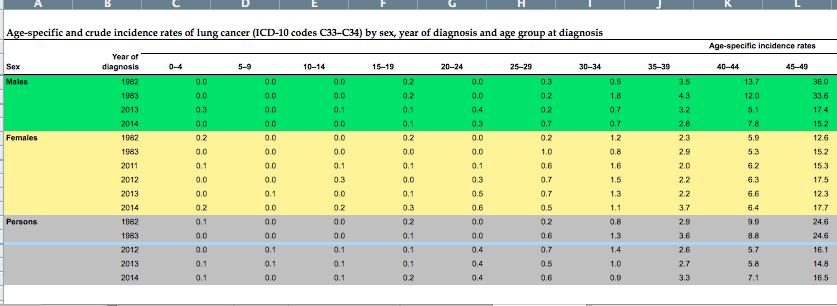 A B C D E F G H I J K L
Age-specific and crude incidence rates of lung cancer (ICD-10 codes C33–C34) by sex, year of diagnosis and age group at diagnosis
Age-specific incidence rates
Year of
Sex diagnosis 0–4 5–9 10–14 15–19 20–24 25–29 30–34 35–39 40–44 45–49
Males 1982 0.0 0.0 0.0 0.2 0.0 0.3 0.5 3.5 13.7 36.0
1983 0.0 0.0 0.0 0.2 0.0 0.2 1.8 4.3 12.0 33.6
2013 0.3 0.0 0.1 0.1 0.4 0.2 0.7 3.2 5.1 17.4
2014 0.0 0.0 0.0 0.1 0.3 0.7 0.7 2.8 7.8 15.2
Females 1982 0.2 0.0 0.0 0.2 0.0 0.2 1.2 2.3 5.9 12.6
1983 0.0 0.0 0.0 0.0 0.0 1.0 0.8 2.9 5.3 15.2
2011 0.1 0.0 0.1 0.1 0.1 0.6 1.6 2.0 6.2 15.3
2012 0.0 0.0 0.3 0.0 0.3 0.7 1.5 2.2 6.3 17.5
2013 0.0 0.1 0.0 0.1 0.5 0.7 1.3 2.2 6.6 12.3
2014 0.2 0.0 0.2 0.3 0.6 0.5 1.1 3.7 6.4 17.7
Persons 1982 0.1 0.0 0.0 0.2 0.0 0.2 0.8 2.9 9.9 24.6
1983 0.0 0.0 0.0 0.1 0.0 0.6 1.3 3.6 8.8 24.6
2012 0.0 0.1 0.1 0.1 0.4 0.7 1.4 2.6 5.7 16.1
2013 0.1 0.1 0.1 0.1 0.4 0.5 1.0 2.7 5.8 14.8
2014 0.1 0.0 0.1 0.2 0.4 0.6 0.9 3.3 7.1 16.5